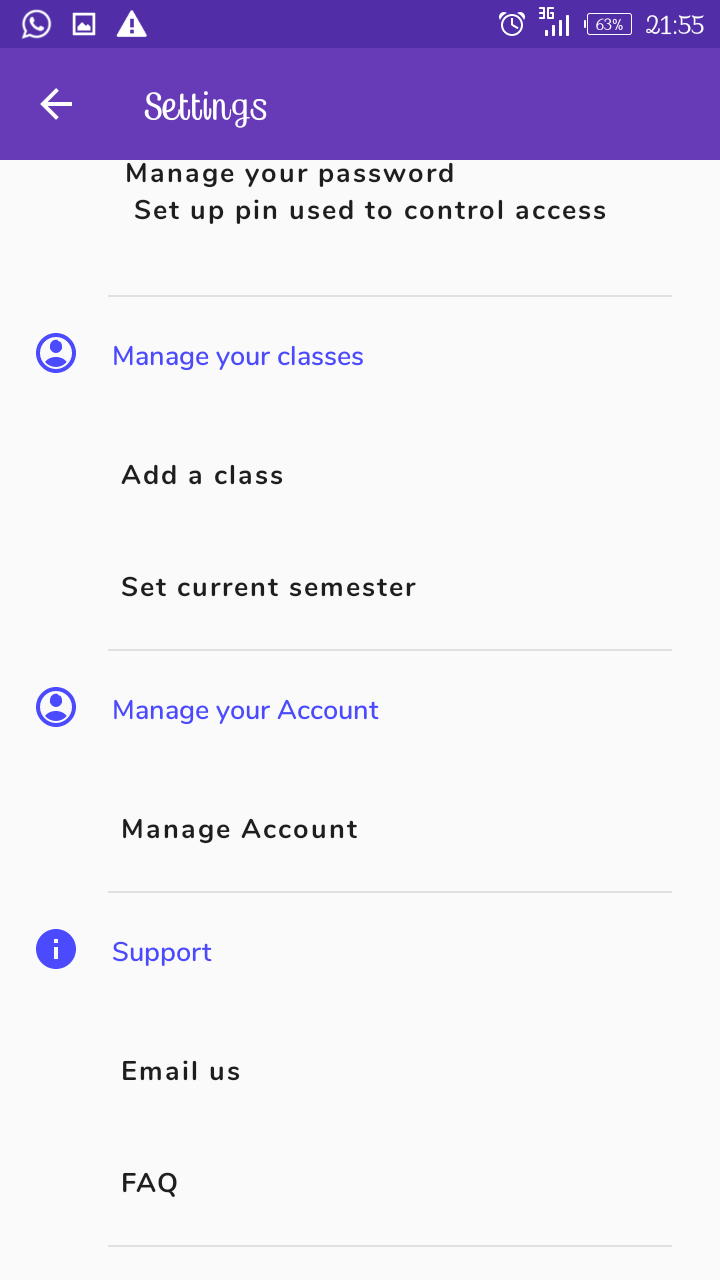 3G 63% 21:55
Settings
Manage your password
Set up pin used to control access
Manage your classes
Add a class
Set current semester
Manage your Account
Manage Account
Support
Email us
FAQ